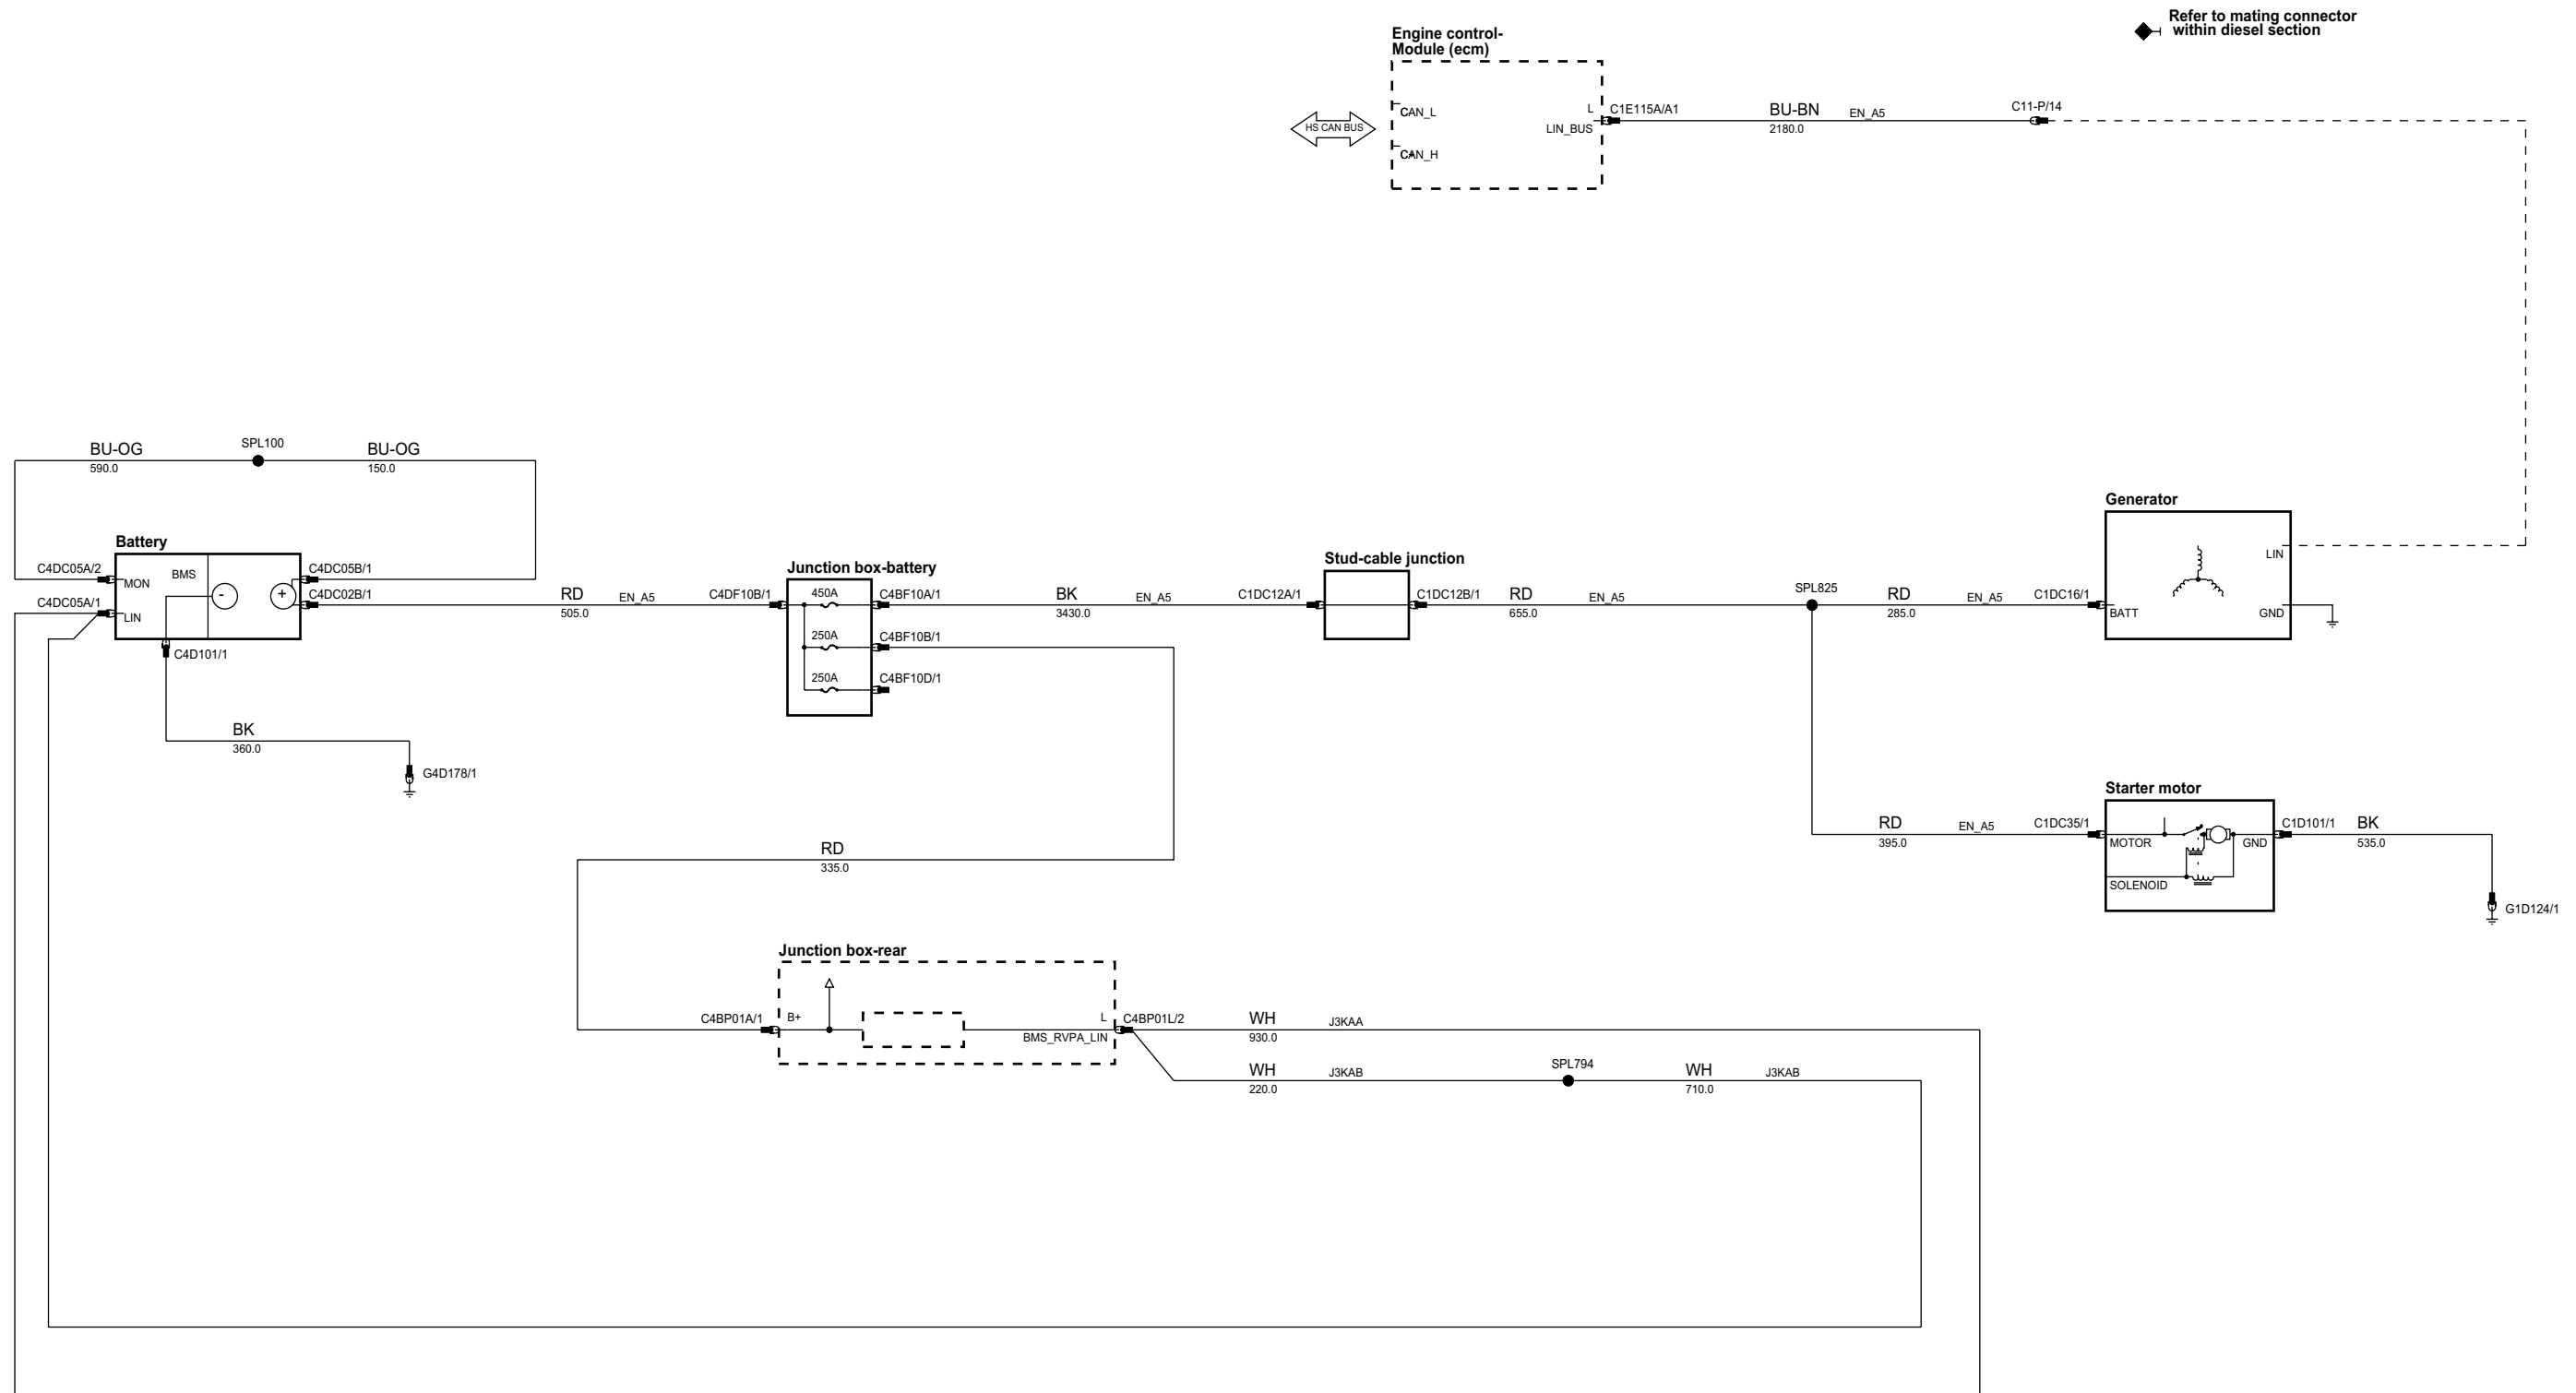 Refer to mating connector
within diesel section
Engine control-
Module (ecm)
HS CAN BUS
CAN_L
CAN_H
L
LIN_BUS
C1E115A/A1
BU-BN
2180.0
EN_A5
C11-P/14
BU-OG
590.0
SPL100
BU-OG
150.0
Battery
C4DC05A/2
MON
BMS
-
+
C4DC05B/1
C4DC05A/1
LIN
C4DC02B/1
C4D101/1
BK
360.0
G4D178/1
RD
505.0
EN_A5
C4DF10B/1
Junction box-battery
450A
C4BF10A/1
250A
C4BF10B/1
250A
C4BF10D/1
BK
3430.0
EN_A5
C1DC12A/1
Stud-cable junction
C1DC12B/1
RD
655.0
EN_A5
SPL825
RD
285.0
EN_A5
C1DC16/1
Generator
LIN
BATT
GND
RD
335.0
RD
395.0
EN_A5
C1DC35/1
Starter motor
MOTOR
GND
SOLENOID
C1D101/1
BK
535.0
G1D124/1
Junction box-rear
C4BP01A/1
B+
L
BMS_RVPA_LIN
C4BP01L/2
WH
930.0
J3KAA
WH
220.0
J3KAB
SPL794
WH
710.0
J3KAB